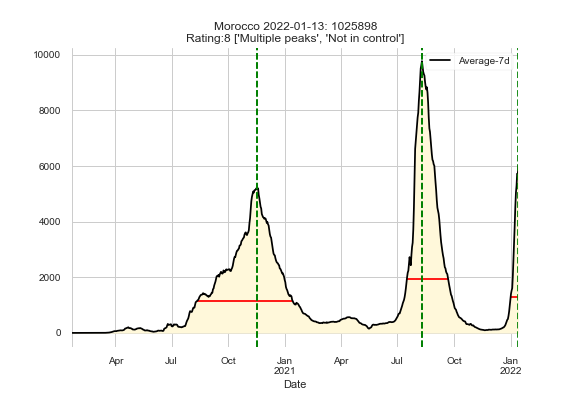 Morocco 2022-01-13: 1025898
Rating:8 ['Multiple peaks', 'Not in control']
Average-7d
10000
8000
6000
4000
2000
0
Apr Jul Oct Jan Apr Jul Oct Jan
2021 2022
Date